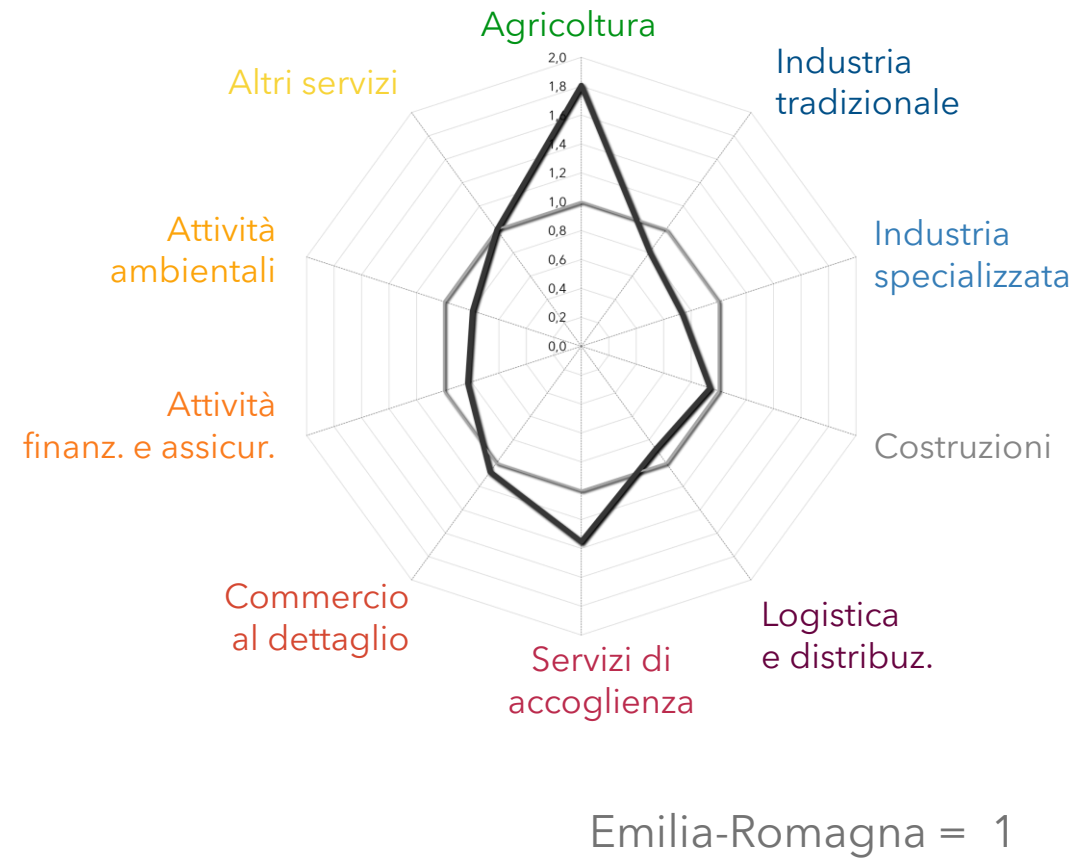 Agricoltura
Altri servizi
Industria
tradizionale
2,0
1,8
1,6
1,4
1,2
1,0
0,8
0,6
0,4
0,2
0,0
Attività
ambientali
Industria
specializzata
Attività
finanz. e assicur.
Costruzioni
Commercio
al dettaglio
Logistica
e distribuz.
Servizi di
accoglienza
Emilia-Romagna = 1